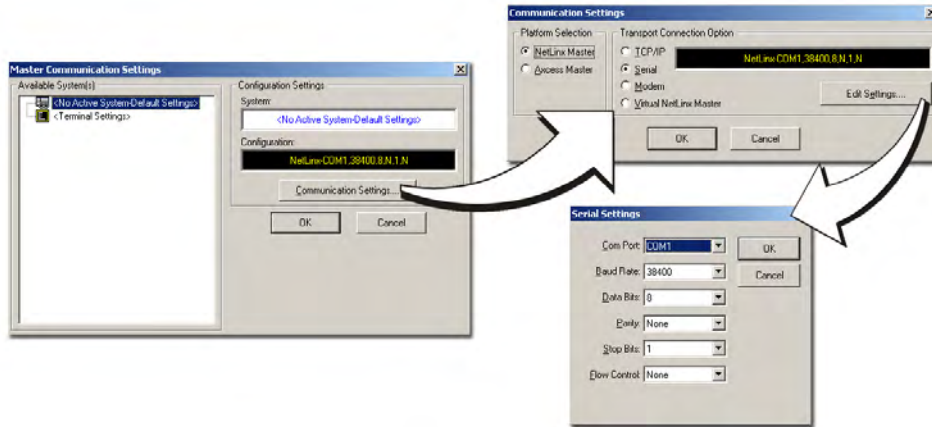 Master Communication Settings
Available System(s)
<No Active System-Default Settings>
<Terminal Settings>
Configuration Settings
System:
<No Active System-Default Settings>
Configuration:
NetLinx-COM1,38400,8,N,1,N
Communication Settings...
OK
Cancel
Communication Settings
Platform Selection
NetLinx Master
Axcess Master
Transport Connection Option
TCP/IP
Serial
Modem
Virtual NetLinx Master
NetLinx-COM1,38400,8,N,1,N
Edit Settings....
OK
Cancel
Serial Settings
Com Port: COM1
Baud Rate: 38400
Data Bits: 8
Parity: None
Stop Bits: 1
Flow Control: None
OK
Cancel